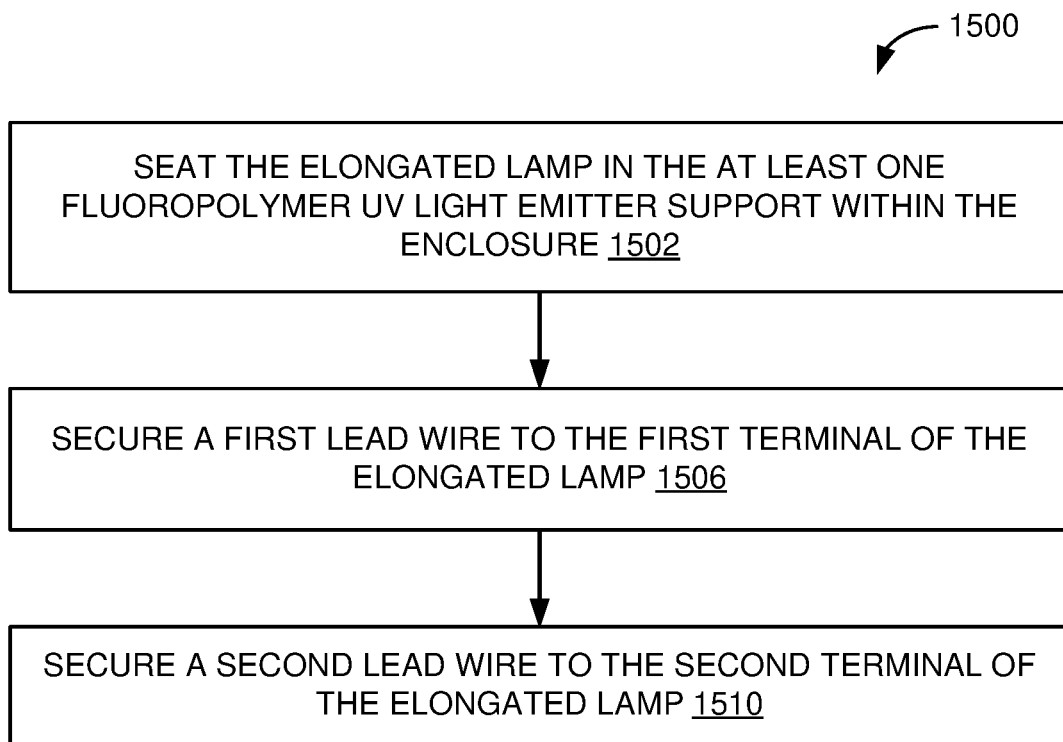 1500
SEAT THE ELONGATED LAMP IN THE AT LEAST ONE
FLUOROPOLYMER UV LIGHT EMITTER SUPPORT WITHIN THE
ENCLOSURE 1502
SECURE A FIRST LEAD WIRE TO THE FIRST TERMINAL OF THE
ELONGATED LAMP 1506
SECURE A SECOND LEAD WIRE TO THE SECOND TERMINAL OF
THE ELONGATED LAMP 1510